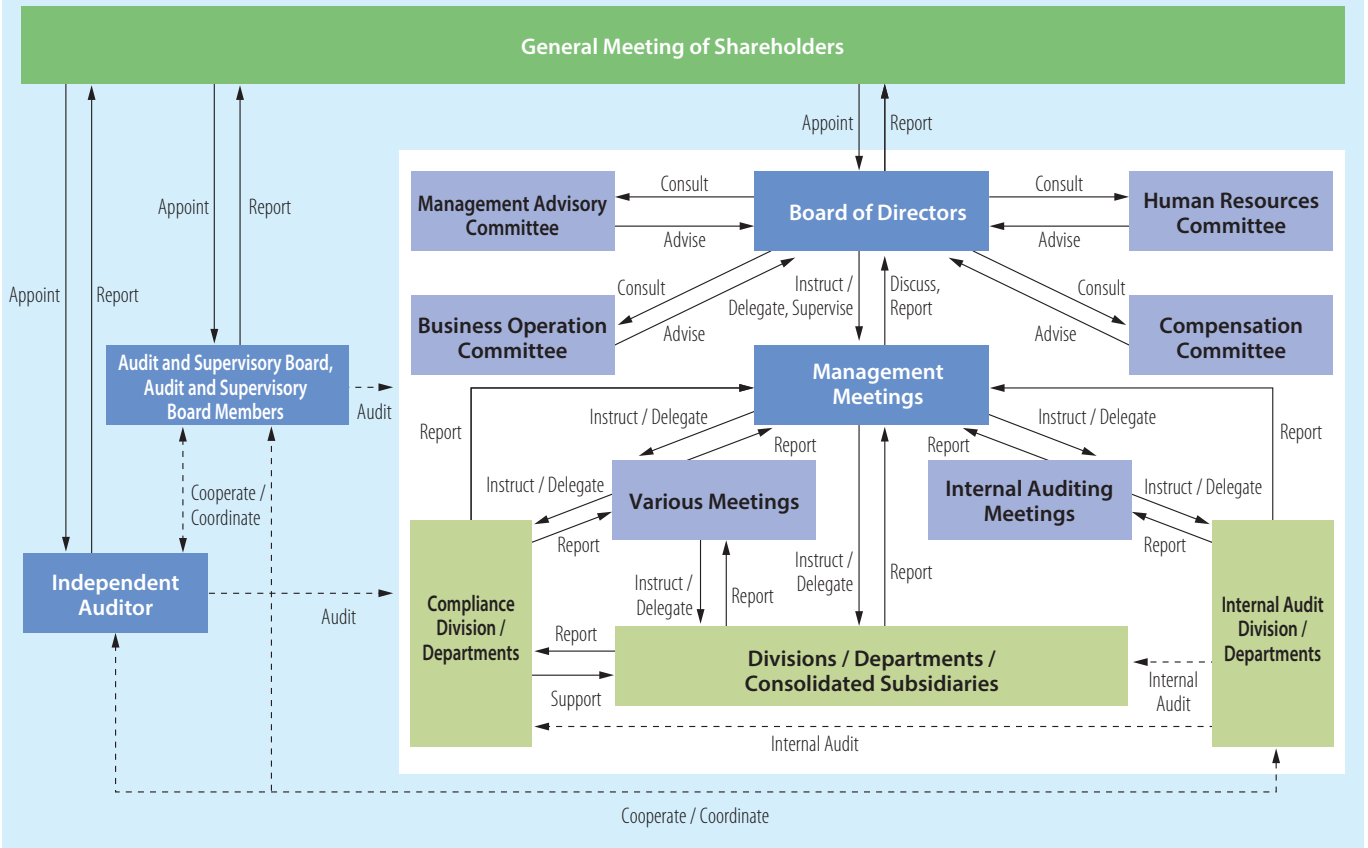 General Meeting of Shareholders
Appoint
Report
Appoint
Report
Appoint
Report
Management Advisory
Committee
Consult
Advise
Board of Directors
Consult
Advise
Human Resources
Committee
Business Operation
Committee
Consult
Advise
Instruct /
Delegate, Supervise
Discuss,
Report
Consult
Advise
Compensation
Committee
Audit and Supervisory Board,
Audit and Supervisory
Board Members
Audit
Management
Meetings
Report
Instruct / Delegate
Report
Instruct / Delegate
Report
Report
Cooperate /
Coordinate
Instruct / Delegate
Report
Various Meetings
Internal Auditing
Meetings
Instruct / Delegate
Report
Independent
Auditor
Audit
Compliance
Division /
Departments
Instruct /
Delegate
Report
Instruct /
Delegate
Report
Internal Audit
Division /
Departments
Report
Support
Divisions / Departments /
Consolidated Subsidiaries
Internal
Audit
Internal Audit
Cooperate / Coordinate